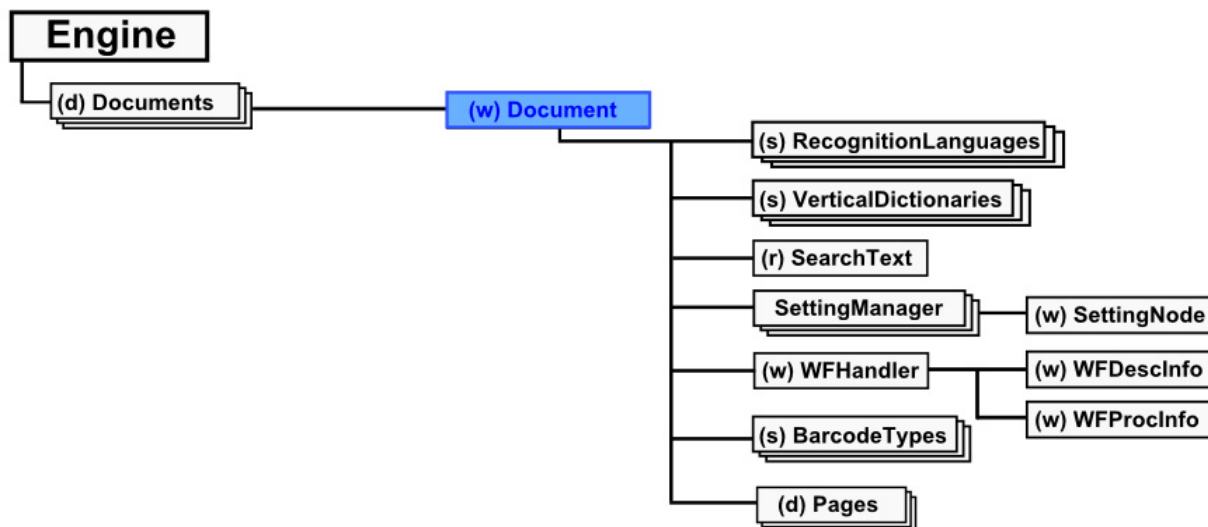 Engine
(d) Documents
(w) Document
(s) RecognitionLanguages
(s) VerticalDictionaries
(r) SearchText
SettingManager
(w) SettingNode
(w) WFHandler
(w) WFDescInfo
(w) WFProcInfo
(s) BarcodeTypes
(d) Pages